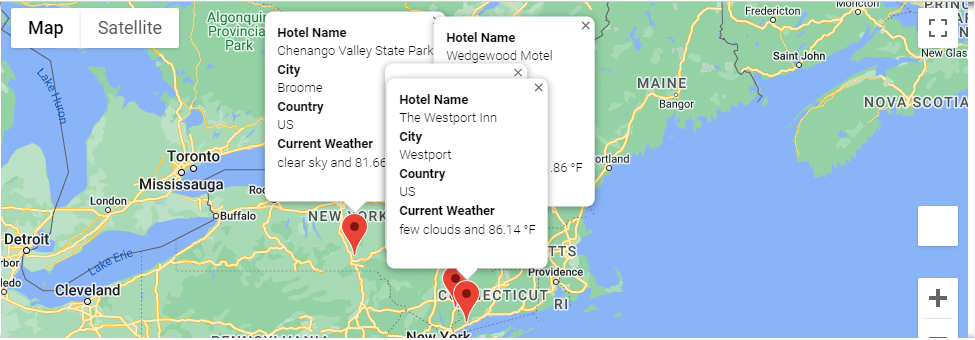 Map
Satellite
Algonquin
Provincial
Park
Hotel Name
Chenango Valley State Park
City
Broome
Country
US
Current Weather
clear sky and 81.66
Hotel Name
Wedgewood Motel
.86 °F
Hotel Name
The Westport Inn
City
Westport
Country
US
Current Weather
few clouds and 86.14 °F
Fredericton
Moncton
Saint John
New Glas
MAINE
Bangor
NOVA SCOTIA
Lake Huron
Toronto
Mississauga
London
Buffalo
NEW YORK
Detroit
Lake Erie
Cleveland
Providence
CONNECTICUT
RI
New York
PENNSYLVANIA